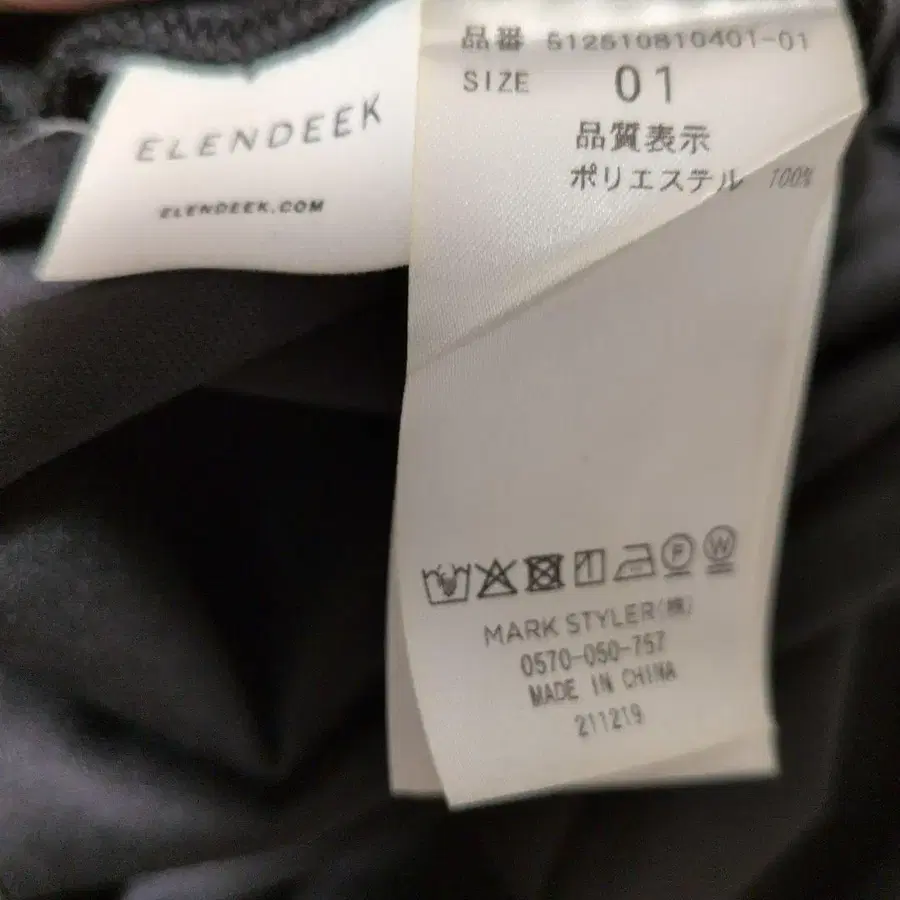 ELENDEEK
ELENDEEK.COM
品番 512510810401-01
SIZE 01
品質表示
ポリエステル 100%
F W
MARK STYLER(株)
0570-050-757
MADE IN CHINA
211219